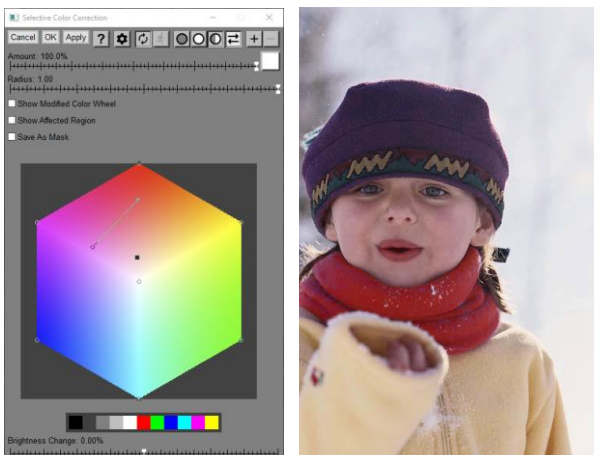 Selective Color Correction
Cancel OK Apply ? + -
Amount: 100.0%
Radius: 1.00
Show Modified Color Wheel
Show Affected Region
Save As Mask
Brightness Change: 0.00%